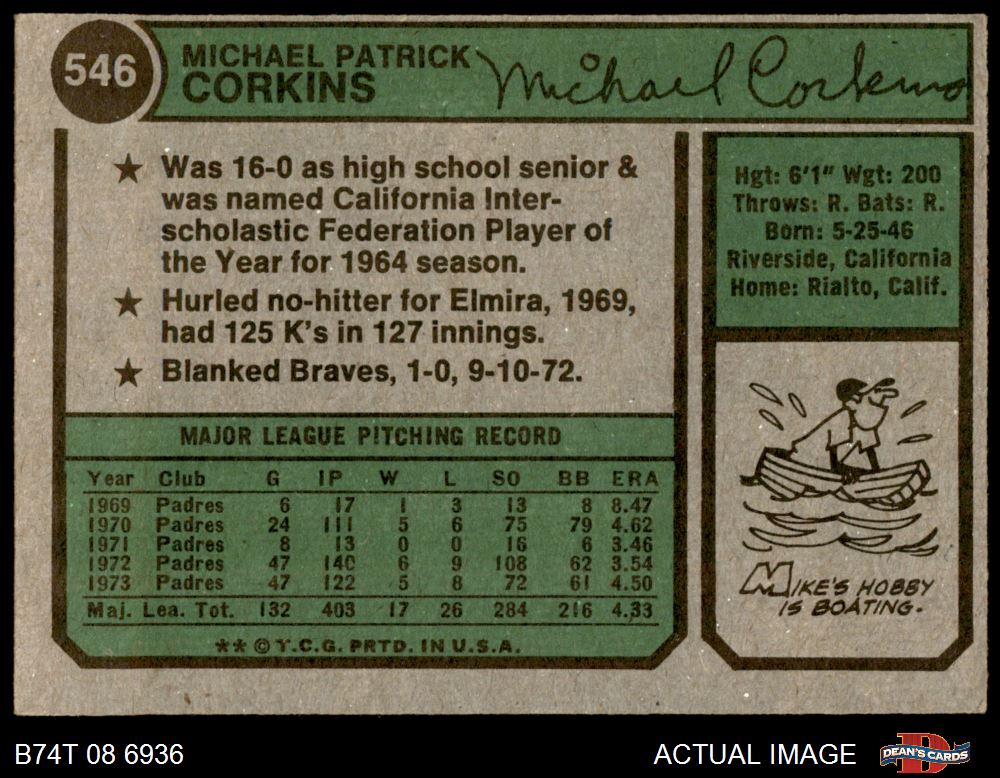 546
MICHAEL PATRICK
CORKINS
Michael Corkins
★ Was 16-0 as high school senior &
was named California Inter-
scholastic Federation Player of
the Year for 1964 season.
★ Hurled no-hitter for Elmira, 1969,
had 125 K's in 127 innings.
★ Blanked Braves, 1-0, 9-10-72.
Hgt: 6'1" Wgt: 200
Throws: R. Bats: R.
Born: 5-25-46
Riverside, California
Home: Rialto, Calif.
MAJOR LEAGUE PITCHING RECORD
Year Club G IP W L SO BB ERA
1969 Padres 6 17 1 3 13 8 8.47
1970 Padres 24 111 5 6 75 79 4.62
1971 Padres 8 13 0 0 16 6 3.46
1972 Padres 47 140 6 9 108 62 3.54
1973 Padres 47 122 5 8 72 61 4.50
Maj. Lea. Tot. 132 403 17 26 284 216 4.33
** © T.C.G. PRTD. IN U.S.A.
MIKE'S HOBBY
IS BOATING.
B74T 08 6936
ACTUAL IMAGE
DEAN'S CARDS